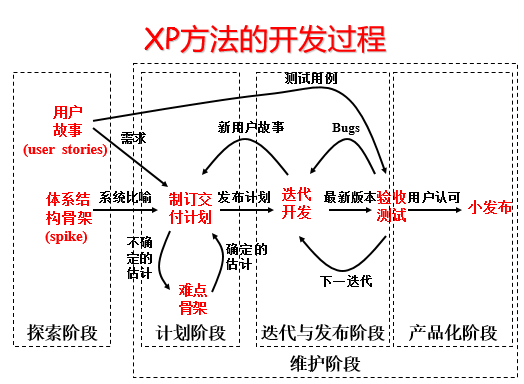 XP方法的开发过程
测试用例
用户
故事
(user stories)
需求
新用户故事
Bugs
体系结
构骨架
(spike)
系统比喻
制订交
付计划
发布计划
迭代
开发
最新版本
验收
测试
用户认可
小发布
不确
定的
估计
确定的
估计
难点
骨架
下一迭代
探索阶段
计划阶段
迭代与发布阶段
产品化阶段
维护阶段